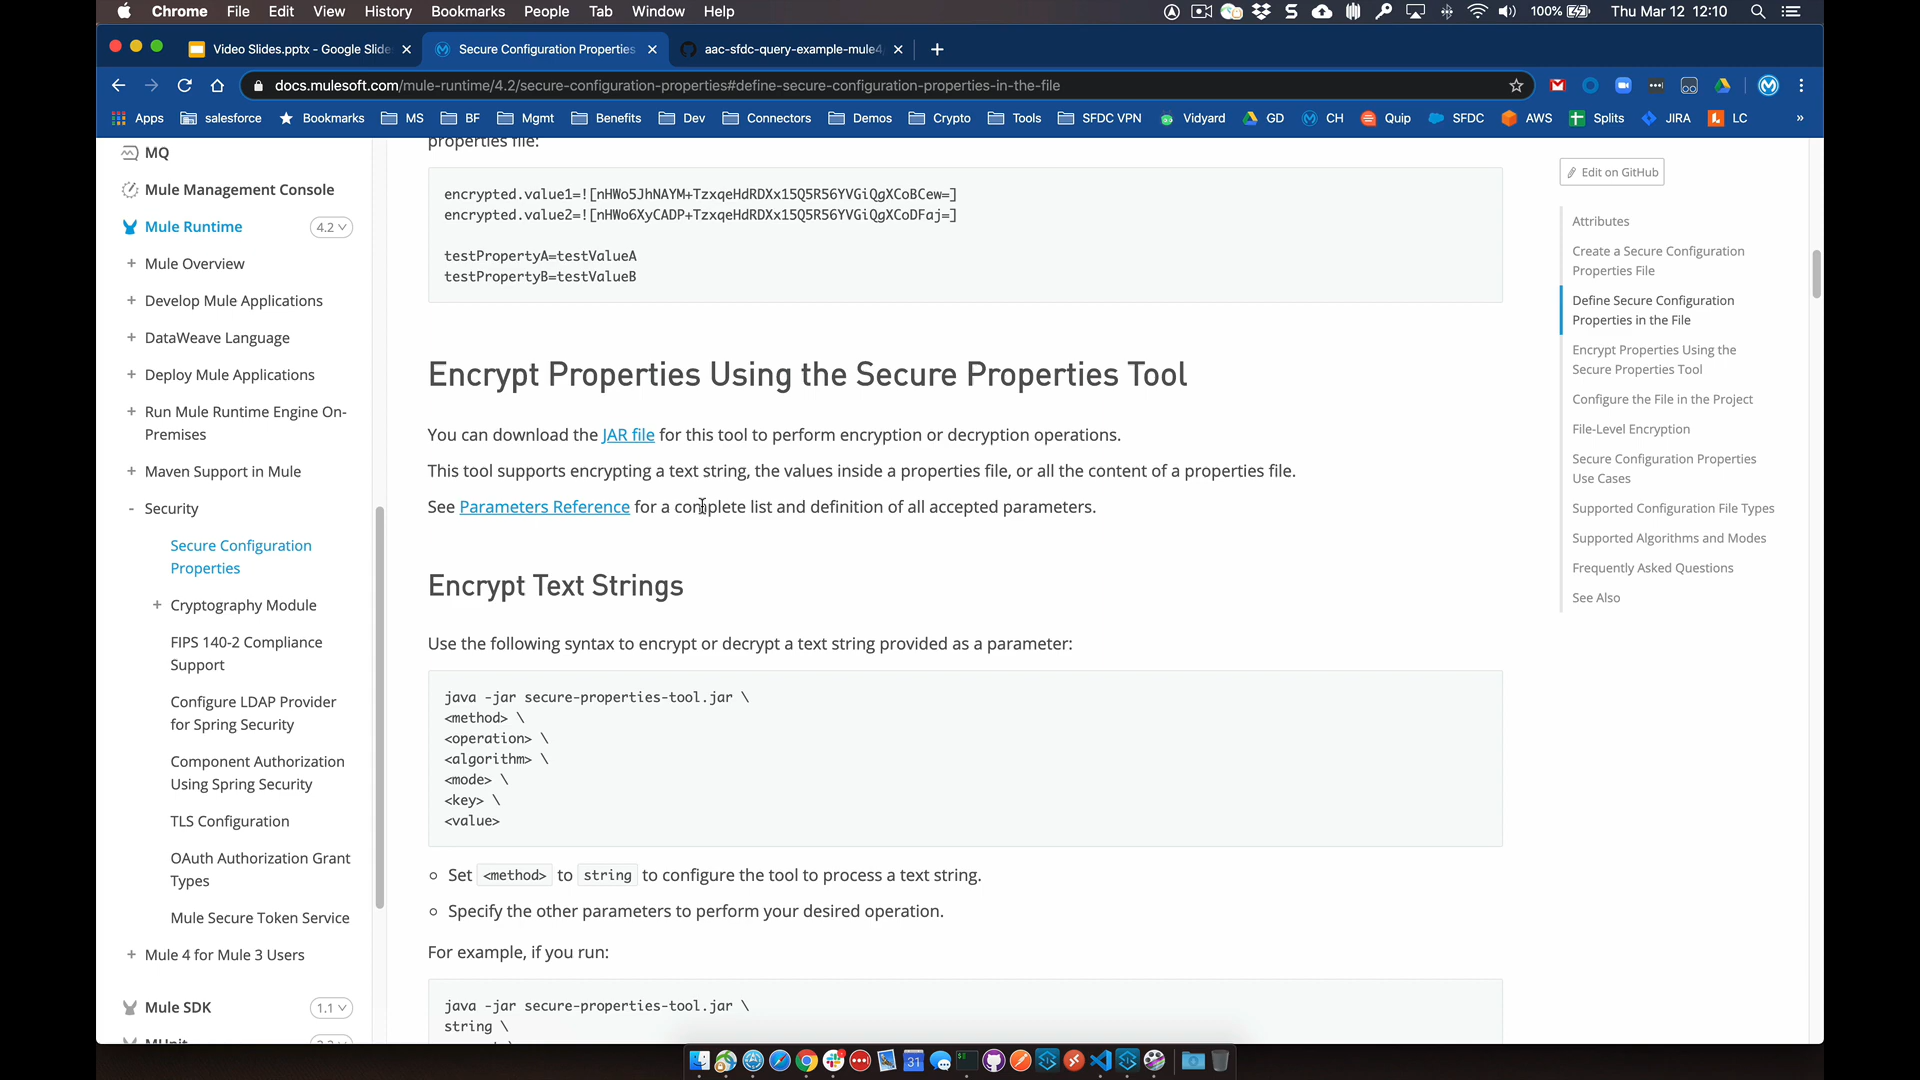 Chrome File Edit View History Bookmarks People Tab Window Help
100% Thu Mar 12 12:10
Video Slides.pptx - Google Slide
Secure Configuration Properties
aac-sfdc-query-example-mule4
docs.mulesoft.com/mule-runtime/4.2/secure-configuration-properties#define-secure-configuration-properties-in-the-file
Apps salesforce Bookmarks MS BF Mgmt Benefits Dev Connectors Demos Crypto Tools SFDC VPN Vidyard GD CH Quip SFDC AWS Splits JIRA LC »
MQ
Mule Management Console
Mule Runtime 4.2
+ Mule Overview
+ Develop Mule Applications
+ DataWeave Language
+ Deploy Mule Applications
+ Run Mule Runtime Engine On-
Premises
+ Maven Support in Mule
- Security
Secure Configuration
Properties
+ Cryptography Module
FIPS 140-2 Compliance
Support
Configure LDAP Provider
for Spring Security
Component Authorization
Using Spring Security
TLS Configuration
OAuth Authorization Grant
Types
Mule Secure Token Service
+ Mule 4 for Mule 3 Users
Mule SDK 1.1
properties file:
encrypted.value1=![nHWo5JhNAYM+TzxqeHdRDXx15Q5R56YVGiQgXCoBCew=]
encrypted.value2=![nHWo6XyCADP+TzxqeHdRDXx15Q5R56YVGiQgXCoDFaj=]
testPropertyA=testValueA
testPropertyB=testValueB
Encrypt Properties Using the Secure Properties Tool
You can download the JAR file for this tool to perform encryption or decryption operations.
This tool supports encrypting a text string, the values inside a properties file, or all the content of a properties file.
See Parameters Reference for a complete list and definition of all accepted parameters.
Encrypt Text Strings
Use the following syntax to encrypt or decrypt a text string provided as a parameter:
java -jar secure-properties-tool.jar \
<method> \
<operation> \
<algorithm> \
<mode> \
<key> \
<value>
Set <method> to string to configure the tool to process a text string.
Specify the other parameters to perform your desired operation.
For example, if you run:
java -jar secure-properties-tool.jar \
string \
Edit on GitHub
Attributes
Create a Secure Configuration
Properties File
Define Secure Configuration
Properties in the File
Encrypt Properties Using the
Secure Properties Tool
Configure the File in the Project
File-Level Encryption
Secure Configuration Properties
Use Cases
Supported Configuration File Types
Supported Algorithms and Modes
Frequently Asked Questions
See Also
31